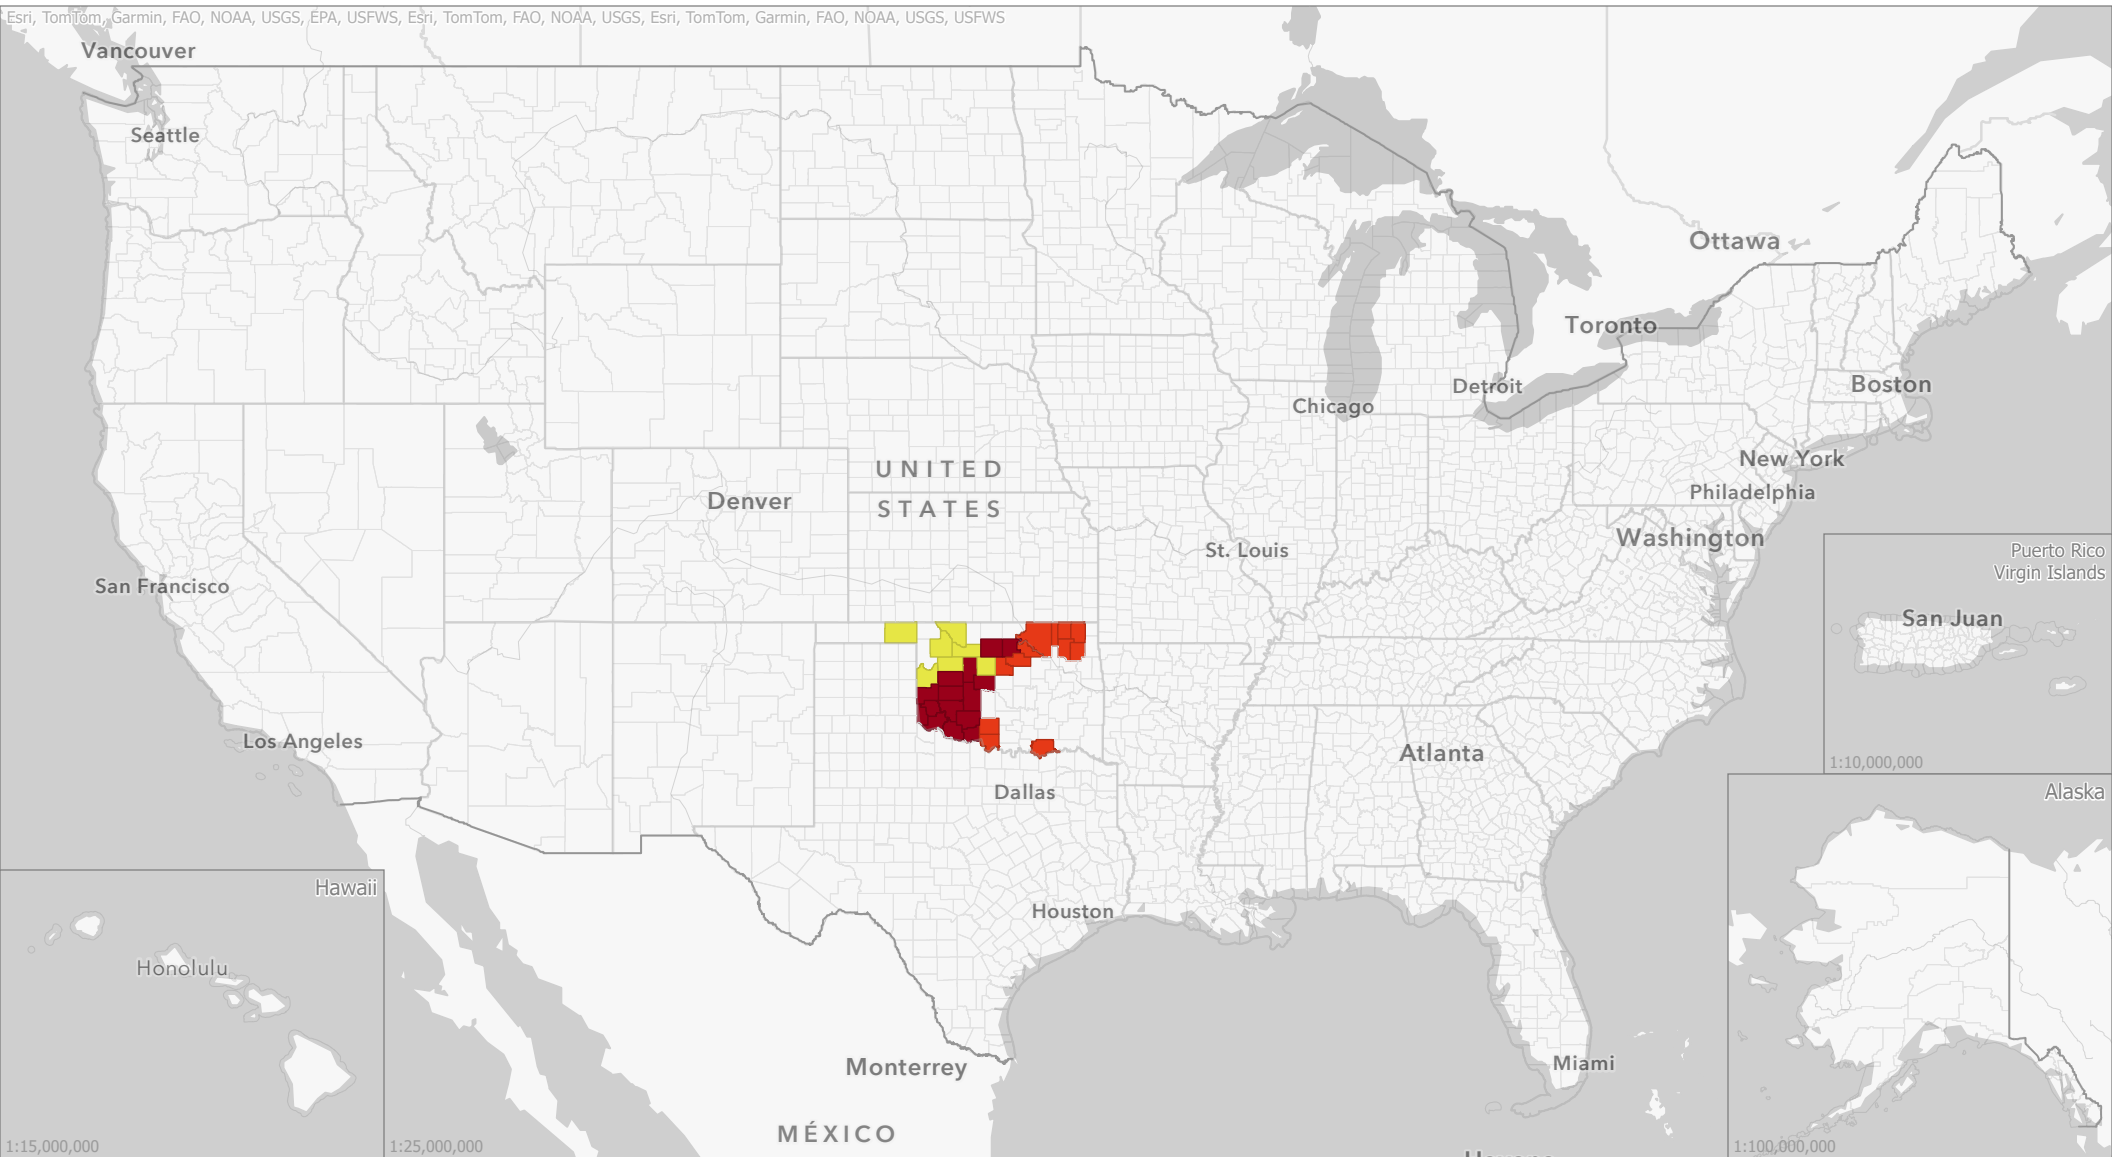 Esri, TomTom, Garmin, FAO, NOAA, USGS, EPA, USFWS, Esri, TomTom, FAO, NOAA, USGS, Esri, TomTom, Garmin, FAO, NOAA, USGS, USFWS
Vancouver
Seattle
Ottawa
Toronto
Detroit
Boston
Chicago
New York
UNITED
STATES
Denver
Philadelphia
Washington
St. Louis
San Francisco
Puerto Rico
Virgin Islands
San Juan
1:10,000,000
Los Angeles
Atlanta
Dallas
Alaska
Hawaii
Houston
Honolulu
Miami
Monterrey
MÉXICO
1:15,000,000
1:25,000,000
1:100,000,000